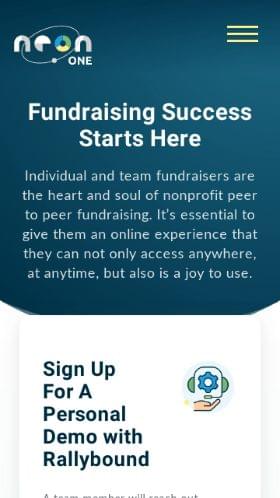 neon
ONE
Fundraising Success
Starts Here
Individual and team fundraisers are
the heart and soul of nonprofit peer
to peer fundraising. It's essential to
give them an online experience that
they can not only access anywhere,
at anytime, but also is a joy to use.
Sign Up
For A
Personal
Demo with
Rallybound
A team member will reach out